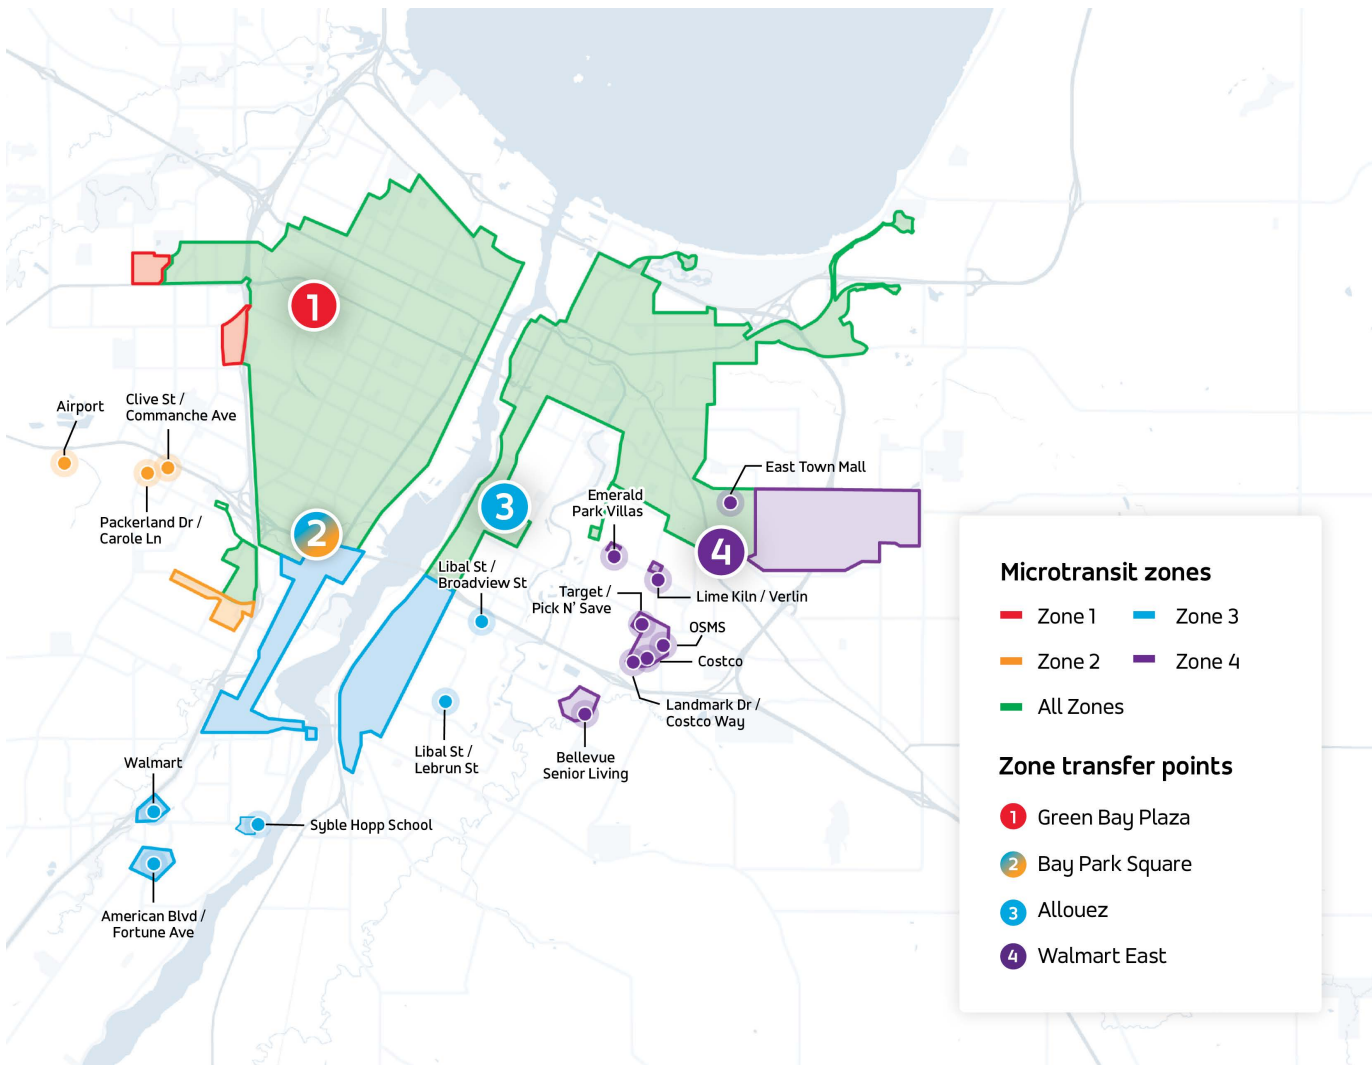 1
Airport
Clive St /
Commanche Ave
Packerland Dr /
Carole Ln
2
3
East Town Mall
Emerald
Park Villas
4
Libal St /
Broadview St
Target /
Pick N' Save
Lime Kiln / Verlin
OSMS
Costco
Landmark Dr /
Costco Way
Libal St /
Lebrun St
Bellevue
Senior Living
Walmart
Syble Hopp School
American Blvd /
Fortune Ave
Microtransit zones
Zone 1
Zone 3
Zone 2
Zone 4
All Zones
Zone transfer points
1 Green Bay Plaza
2 Bay Park Square
3 Allouez
4 Walmart East